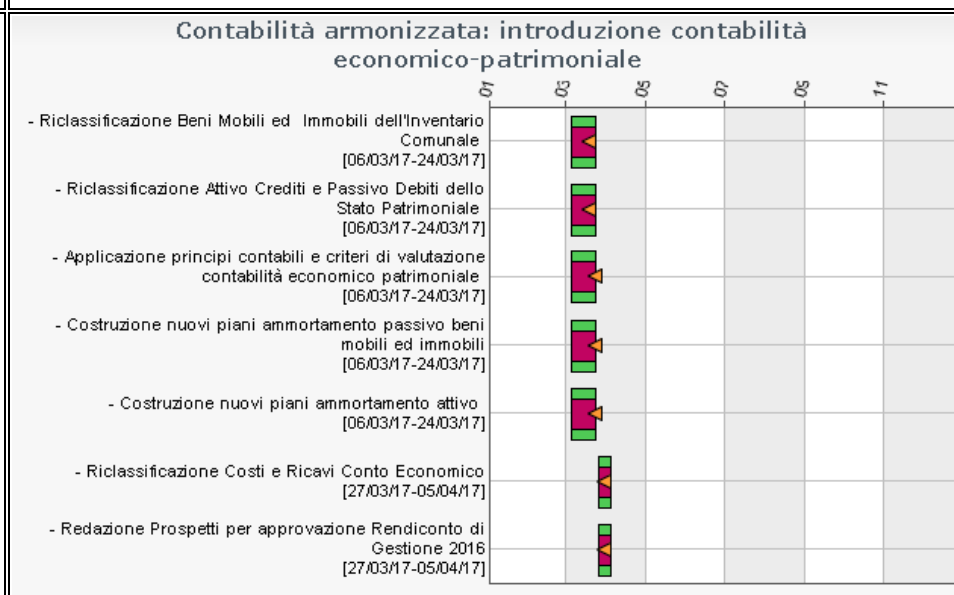 Contabilità armonizzata: introduzione contabilità
economico-patrimoniale
01 03 05 07 09 11
- Riclassificazione Beni Mobili ed Immobili dell'Inventario
Comunale
[06/03/17-24/03/17]
- Riclassificazione Attivo Crediti e Passivo Debiti dello
Stato Patrimoniale
[06/03/17-24/03/17]
- Applicazione principi contabili e criteri di valutazione
contabilità economico patrimoniale
[06/03/17-24/03/17]
- Costruzione nuovi piani ammortamento passivo beni
mobili ed immobili
[06/03/17-24/03/17]
- Costruzione nuovi piani ammortamento attivo
[06/03/17-24/03/17]
- Riclassificazione Costi e Ricavi Conto Economico
[27/03/17-05/04/17]
- Redazione Prospetti per approvazione Rendiconto di
Gestione 2016
[27/03/17-05/04/17]